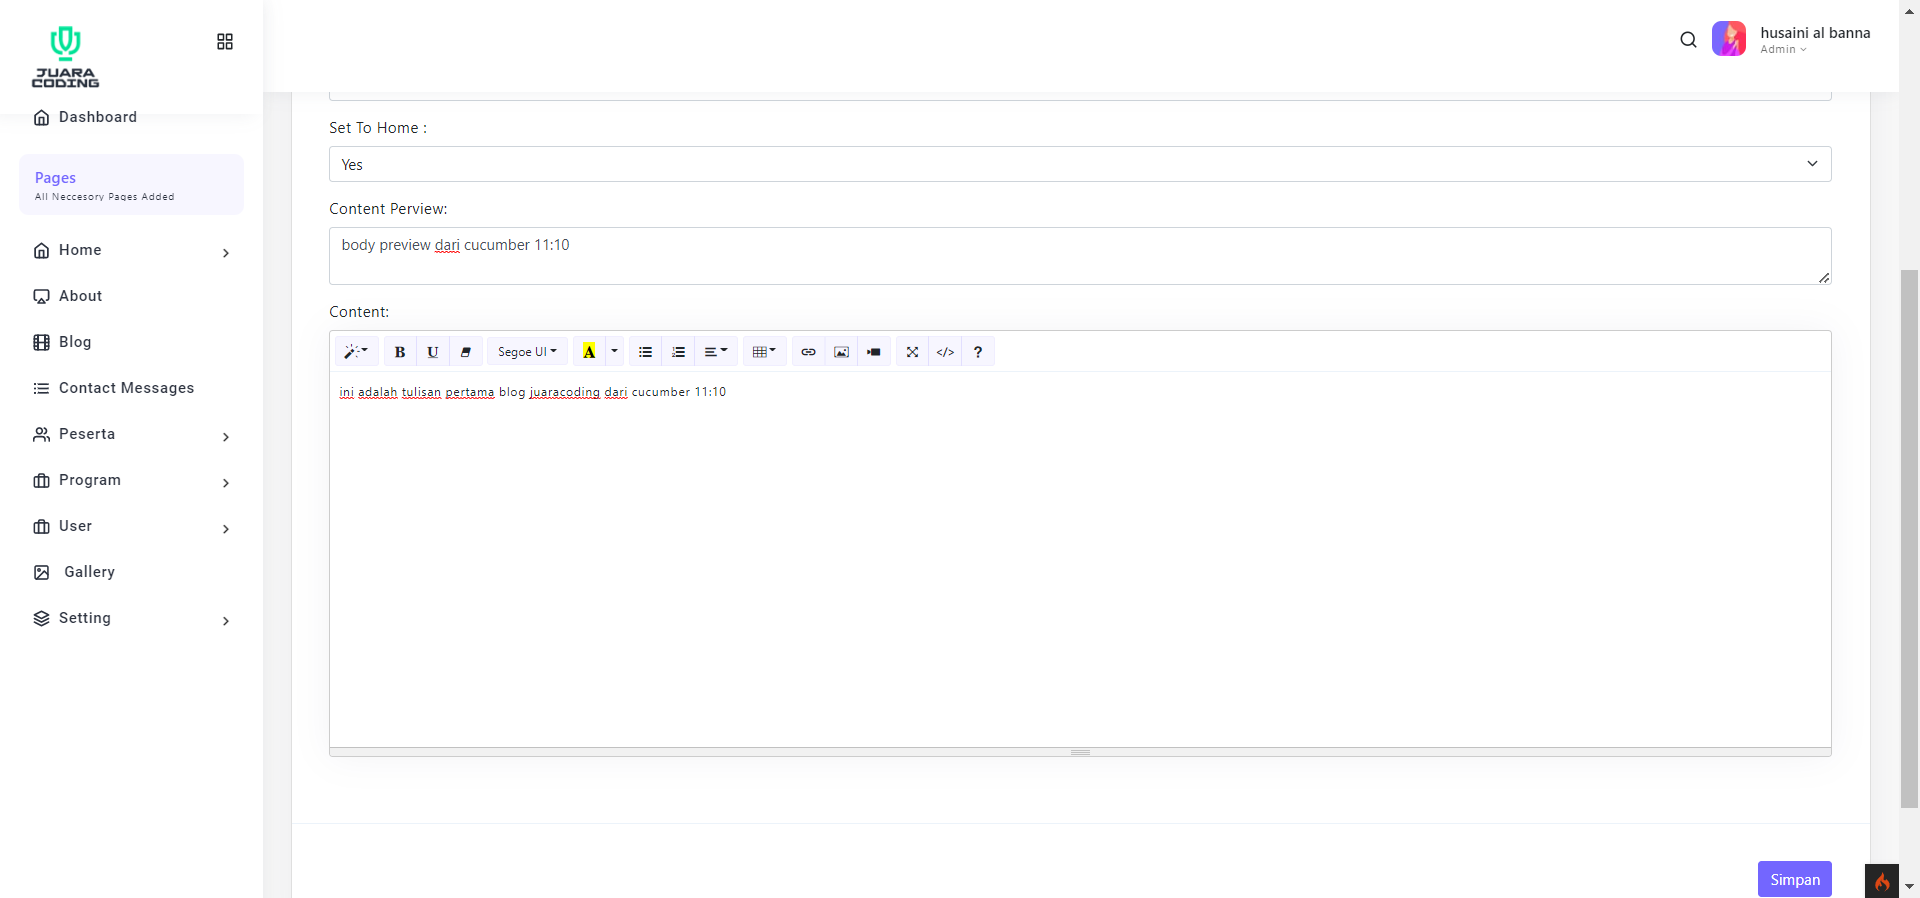 JUARA
CODING
husaini al banna
Admin
Dashboard
Pages
All Neccesory Pages Added
Home
About
Blog
Contact Messages
Peserta
Program
User
Gallery
Setting
Set To Home :
Yes
Content Perview:
body preview dari cucumber 11:10
Content:
B U Segoe UI A </> ?
ini adalah tulisan pertama blog juaracoding dari cucumber 11:10
Simpan